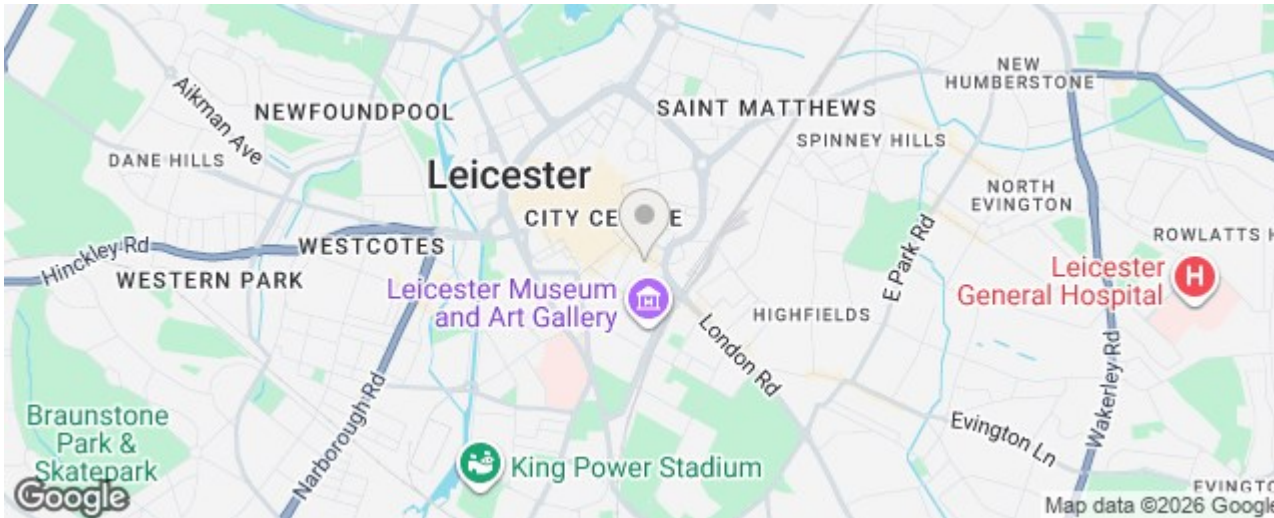 NEW
HUMBERSTONE
Aikman Ave
NEWFOUNDPOOL
SAINT MATTHEWS
SPINNEY HILLS
DANE HILLS
Leicester
NORTH
EVINGTON
CITY CE
E
ROWLATTS H
Hinckley Rd
WESTCOTES
E Park Rd
WESTERN PARK
Leicester
General Hospital
H
Leicester Museum
and Art Gallery
HIGHFIELDS
London Rd
Wakerley Rd
Narborough Rd
Braunstone
Park &
Skatepark
Evington Ln
King Power Stadium
EVINGTO
Google
Map data ©2026 Google